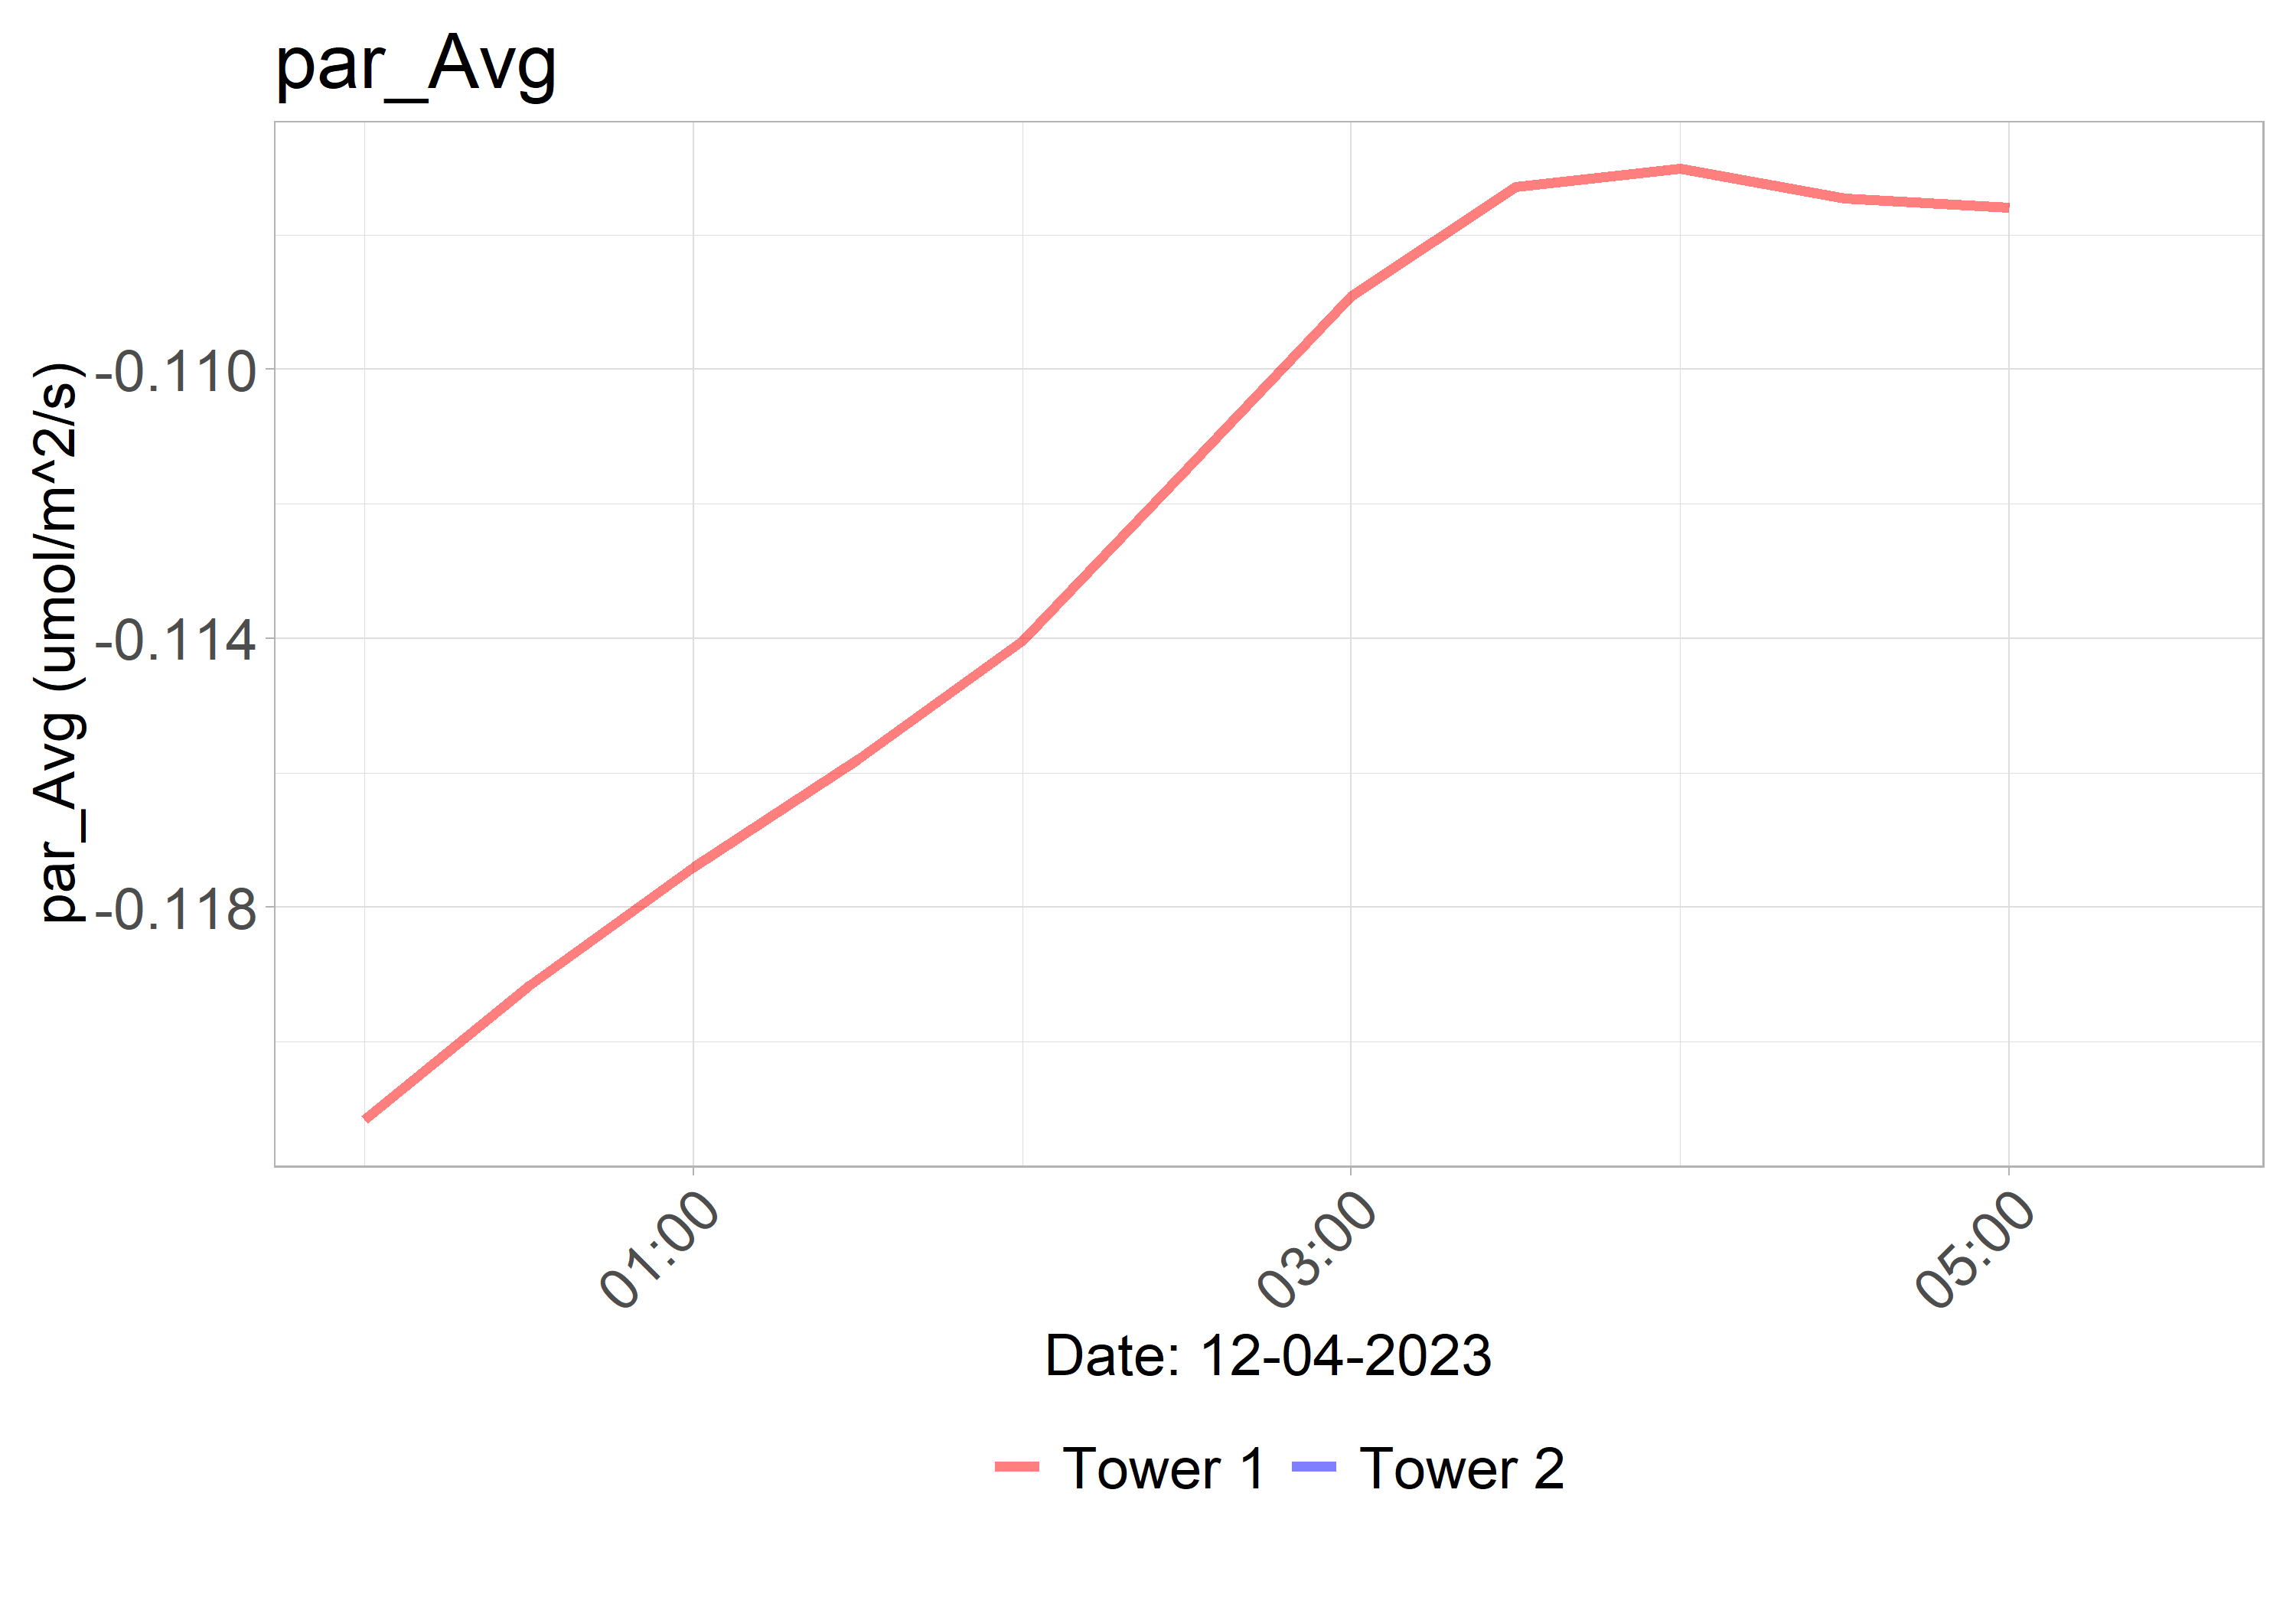 par_Avg
par_Avg (umol/m^2/s)
-0.110
-0.114
-0.118
01:00
03:00
05:00
Date: 12-04-2023
Tower 1
Tower 2